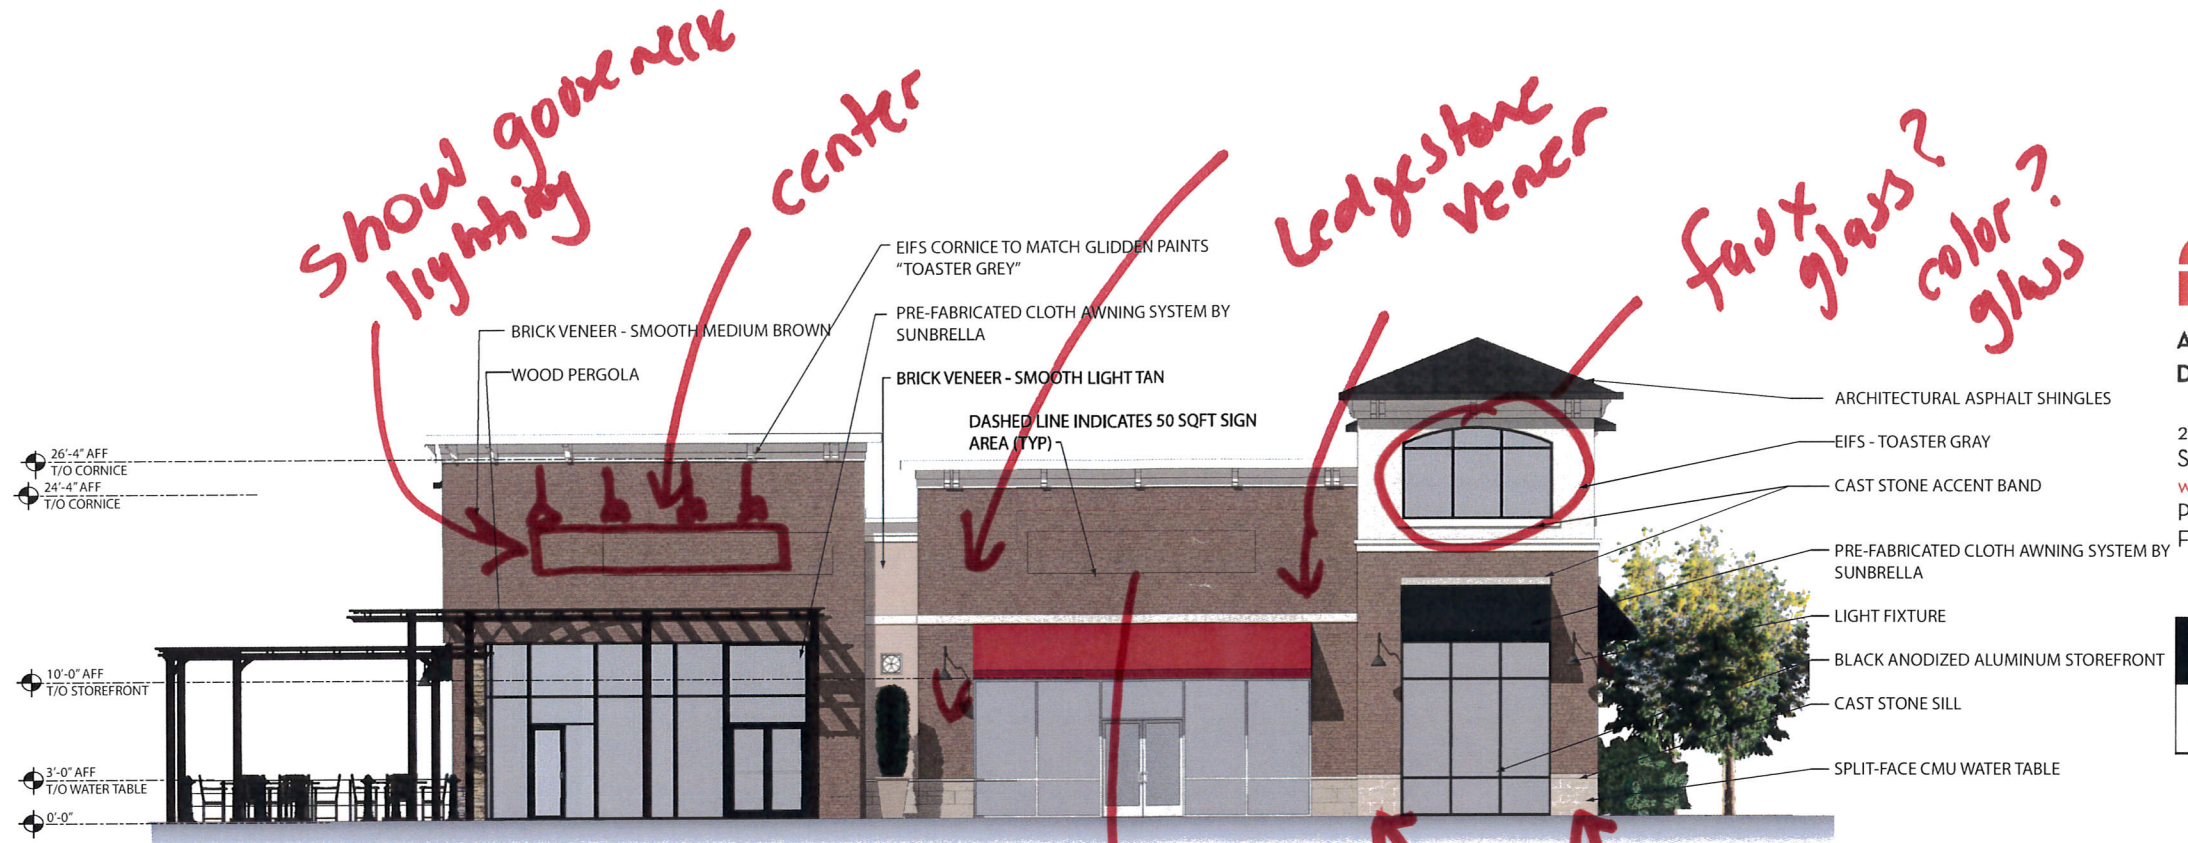 show gooseneck
lighting
center
Ledgestone
vener
faux
glass?
color?
glass
EIFS CORNICE TO MATCH GLIDDEN PAINTS
“TOASTER GREY”
BRICK VENEER - SMOOTH MEDIUM BROWN
PRE-FABRICATED CLOTH AWNING SYSTEM BY
SUNBRELLA
WOOD PERGOLA
BRICK VENEER - SMOOTH LIGHT TAN
DASHED LINE INDICATES 50 SQFT SIGN
AREA (TYP)
ARCHITECTURAL ASPHALT SHINGLES
EIFS - TOASTER GRAY
CAST STONE ACCENT BAND
PRE-FABRICATED CLOTH AWNING SYSTEM BY
SUNBRELLA
LIGHT FIXTURE
BLACK ANODIZED ALUMINUM STOREFRONT
CAST STONE SILL
SPLIT-FACE CMU WATER TABLE
26'-4" AFF
T/O CORNICE
24'-4" AFF
T/O CORNICE
10'-0" AFF
T/O STOREFRONT
3'-0" AFF
T/O WATER TABLE
0'-0"